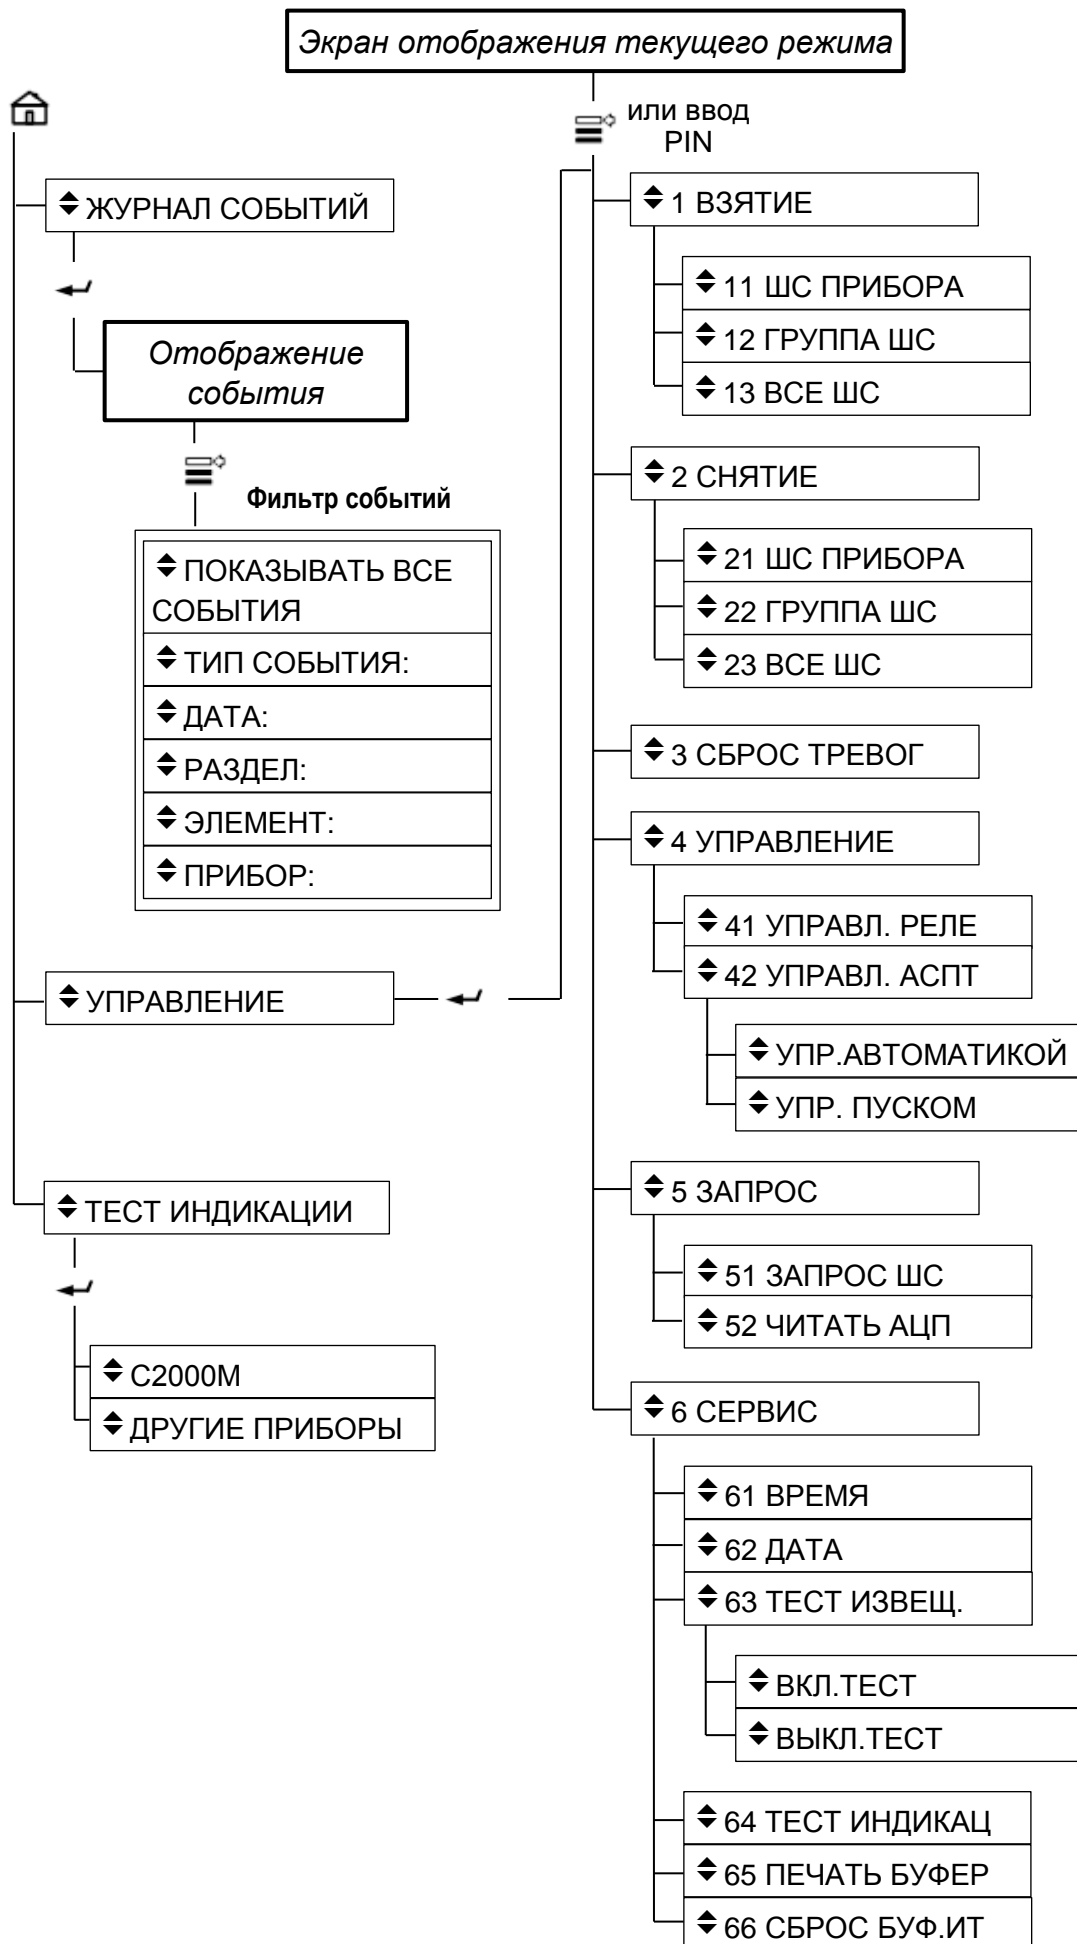 Экран отображения текущего режима
или ввод
PIN
ЖУРНАЛ СОБЫТИЙ
Отображение
события
Фильтр событий
ПОКАЗЫВАТЬ ВСЕ
СОБЫТИЯ
ТИП СОБЫТИЯ:
ДАТА:
РАЗДЕЛ:
ЭЛЕМЕНТ:
ПРИБОР:
УПРАВЛЕНИЕ
ТЕСТ ИНДИКАЦИИ
С2000М
ДРУГИЕ ПРИБОРЫ
1 ВЗЯТИЕ
11 ШС ПРИБОРА
12 ГРУППА ШС
13 ВСЕ ШС
2 СНЯТИЕ
21 ШС ПРИБОРА
22 ГРУППА ШС
23 ВСЕ ШС
3 СБРОС ТРЕВОГ
4 УПРАВЛЕНИЕ
41 УПРАВЛ. РЕЛЕ
42 УПРАВЛ. АСПТ
УПР.АВТОМАТИКОЙ
УПР. ПУСКОМ
5 ЗАПРОС
51 ЗАПРОС ШС
52 ЧИТАТЬ АЦП
6 СЕРВИС
61 ВРЕМЯ
62 ДАТА
63 ТЕСТ ИЗВЕЩ.
ВКЛ.ТЕСТ
ВЫКЛ.ТЕСТ
64 ТЕСТ ИНДИКАЦ
65 ПЕЧАТЬ БУФЕР
66 СБРОС БУФ.ИТ